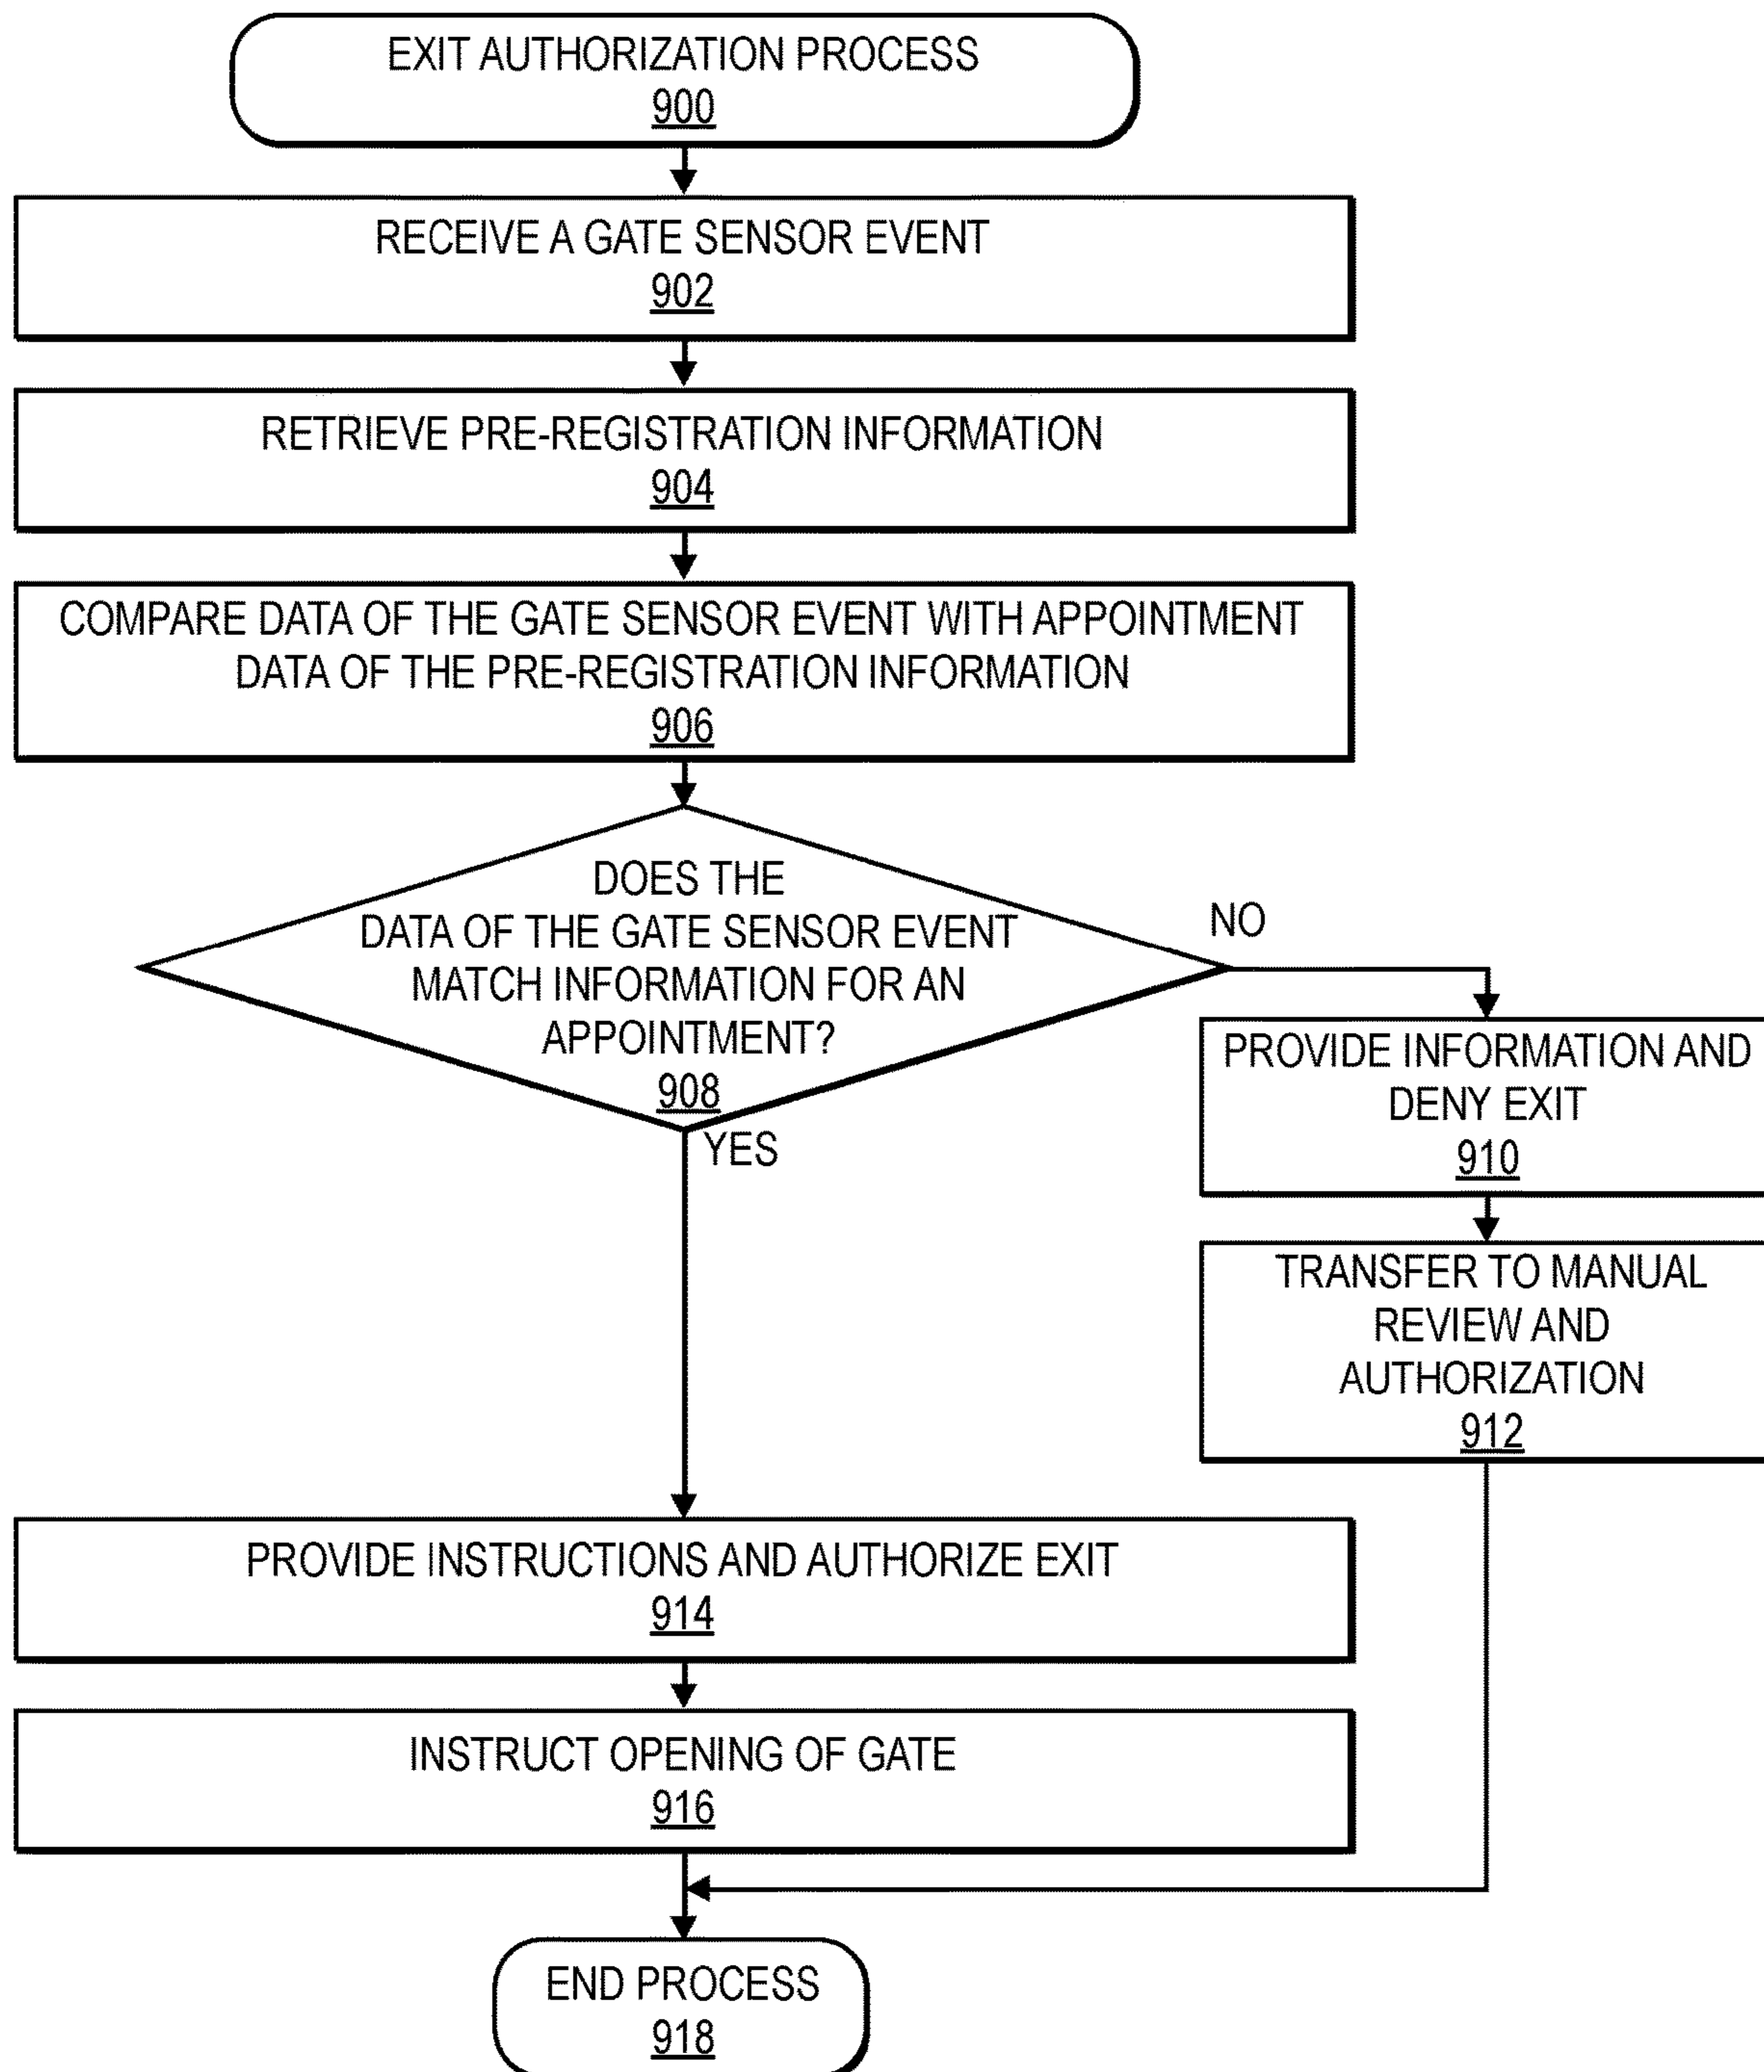 EXIT AUTHORIZATION PROCESS
900
RECEIVE A GATE SENSOR EVENT
902
RETRIEVE PRE-REGISTRATION INFORMATION
904
COMPARE DATA OF THE GATE SENSOR EVENT WITH APPOINTMENT
DATA OF THE PRE-REGISTRATION INFORMATION
906
DOES THE
DATA OF THE GATE SENSOR EVENT
MATCH INFORMATION FOR AN
APPOINTMENT?
908
NO
YES
PROVIDE INFORMATION AND
DENY EXIT
910
TRANSFER TO MANUAL
REVIEW AND
AUTHORIZATION
912
PROVIDE INSTRUCTIONS AND AUTHORIZE EXIT
914
INSTRUCT OPENING OF GATE
916
END PROCESS
918